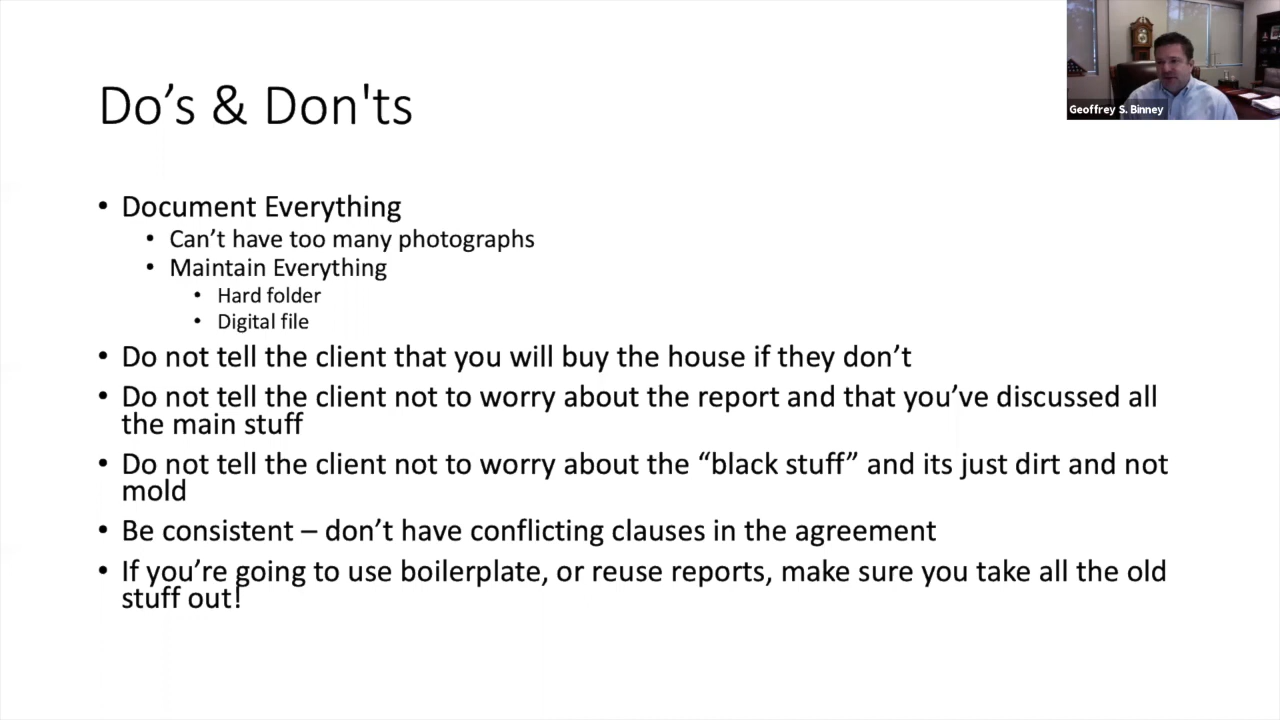 Do’s & Don'ts
Geoffrey S. Binney
• Document Everything
• Can’t have too many photographs
• Maintain Everything
• Hard folder
• Digital file
• Do not tell the client that you will buy the house if they don’t
• Do not tell the client not to worry about the report and that you’ve discussed all
the main stuff
• Do not tell the client not to worry about the “black stuff” and its just dirt and not
mold
• Be consistent – don’t have conflicting clauses in the agreement
• If you’re going to use boilerplate, or reuse reports, make sure you take all the old
stuff out!